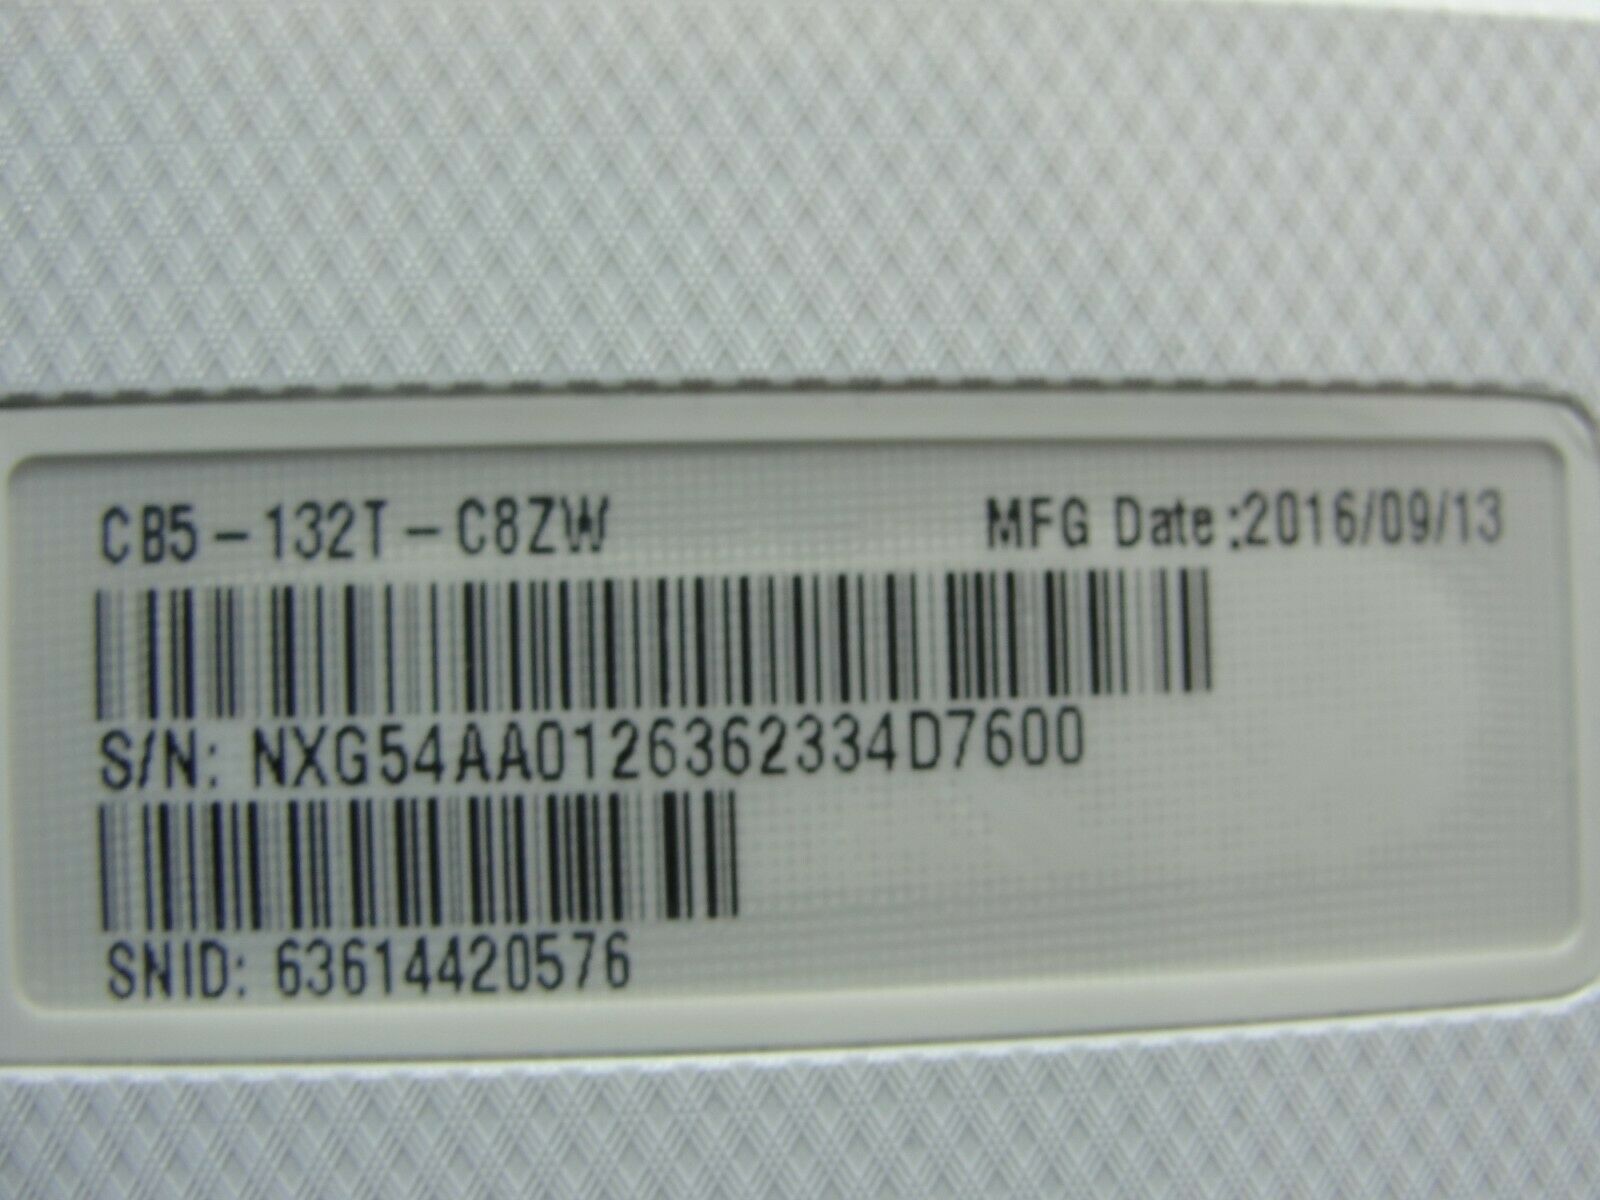 CB5-132T-C8ZW MFG Date:2016/09/13
S/N: NXG54AA0126362334D7600
SNID: 63614420576